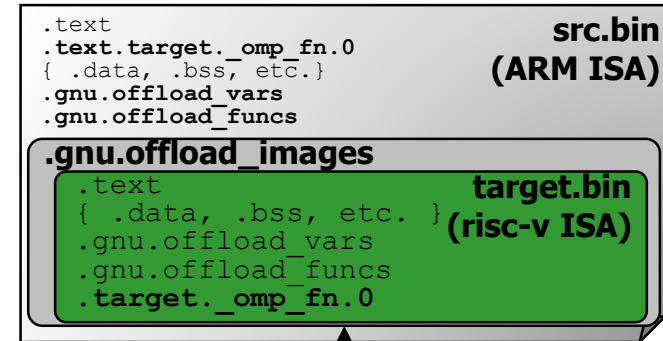 .text
src.bin
.text.target._omp_fn.0
{ .data, .bss, etc.}
(ARM ISA)
.gnu.offload_vars
.gnu.offload_funcs
.gnu.offload_images
.text
target.bin
{ .data, .bss, etc. }
(risc-v ISA)
.gnu.offload_vars
.gnu.offload_funcs
.target._omp_fn.0